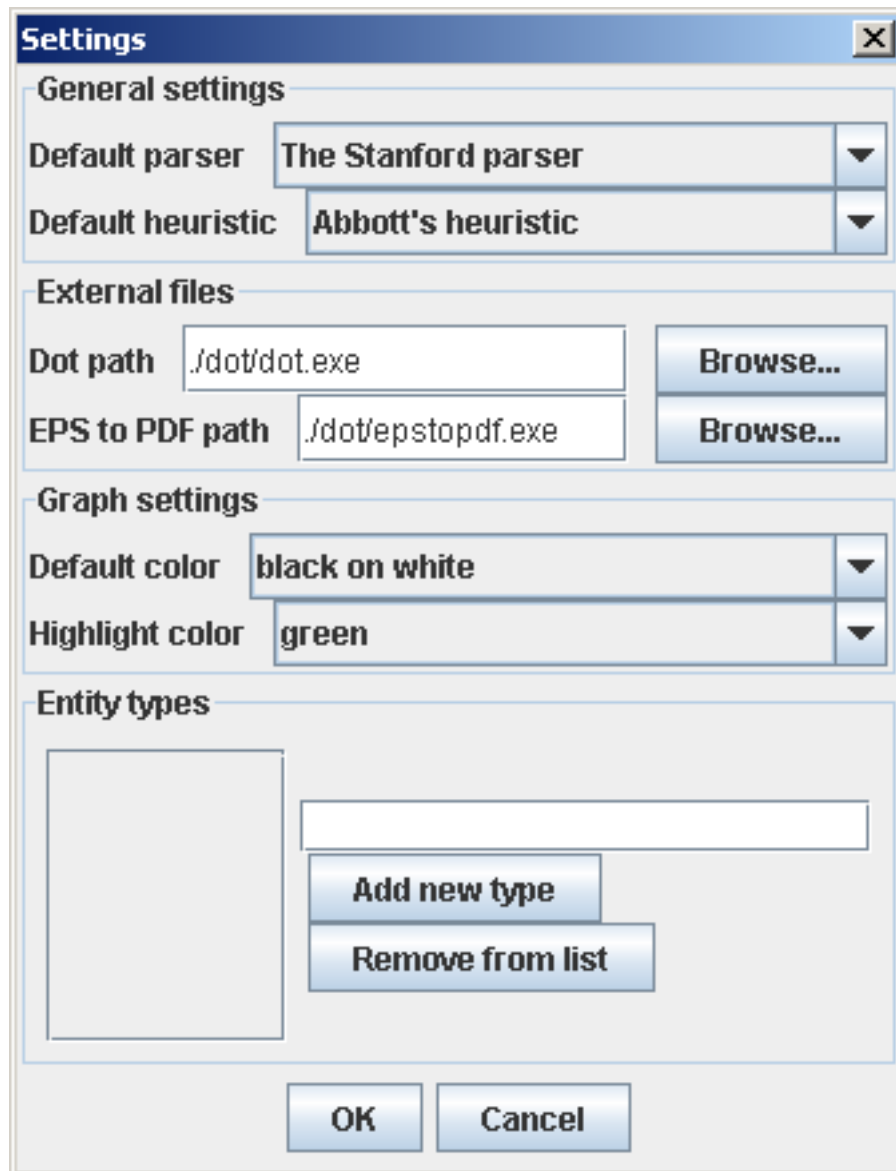 Settings
General settings
Default parser The Stanford parser
Default heuristic Abbott's heuristic
External files
Dot path ./dot/dot.exe Browse...
EPS to PDF path ./dot/epstopdf.exe Browse...
Graph settings
Default color black on white
Highlight color green
Entity types
Add new type
Remove from list
OK Cancel